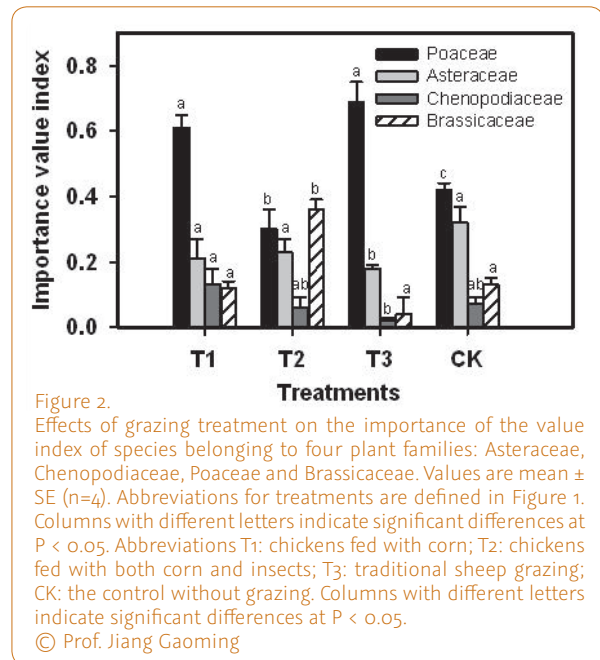 Poaceae
Asteraceae
Chenopodiaceae
Brassicaceae
Importance value index
0.8
0.6
0.4
0.2
0.0
a
a
a
a
b
a
ab
b
a
b
b
a
c
a
ab
a
T1
T2
T3
CK
Treatments
Figure 2.
Effects of grazing treatment on the importance of the value
index of species belonging to four plant families: Asteraceae,
Chenopodiaceae, Poaceae and Brassicaceae. Values are mean ±
SE (n=4). Abbreviations for treatments are defined in Figure 1.
Columns with different letters indicate significant differences at
P < 0.05. Abbreviations T1: chickens fed with corn; T2: chickens
fed with both corn and insects; T3: traditional sheep grazing;
CK: the control without grazing. Columns with different letters
indicate significant differences at P < 0.05.
© Prof. Jiang Gaoming